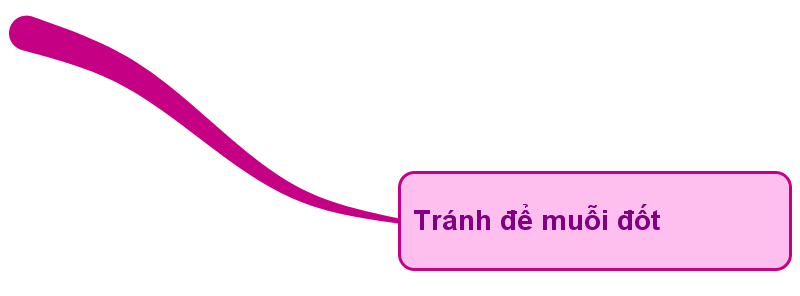 Tránh để muỗi đốt